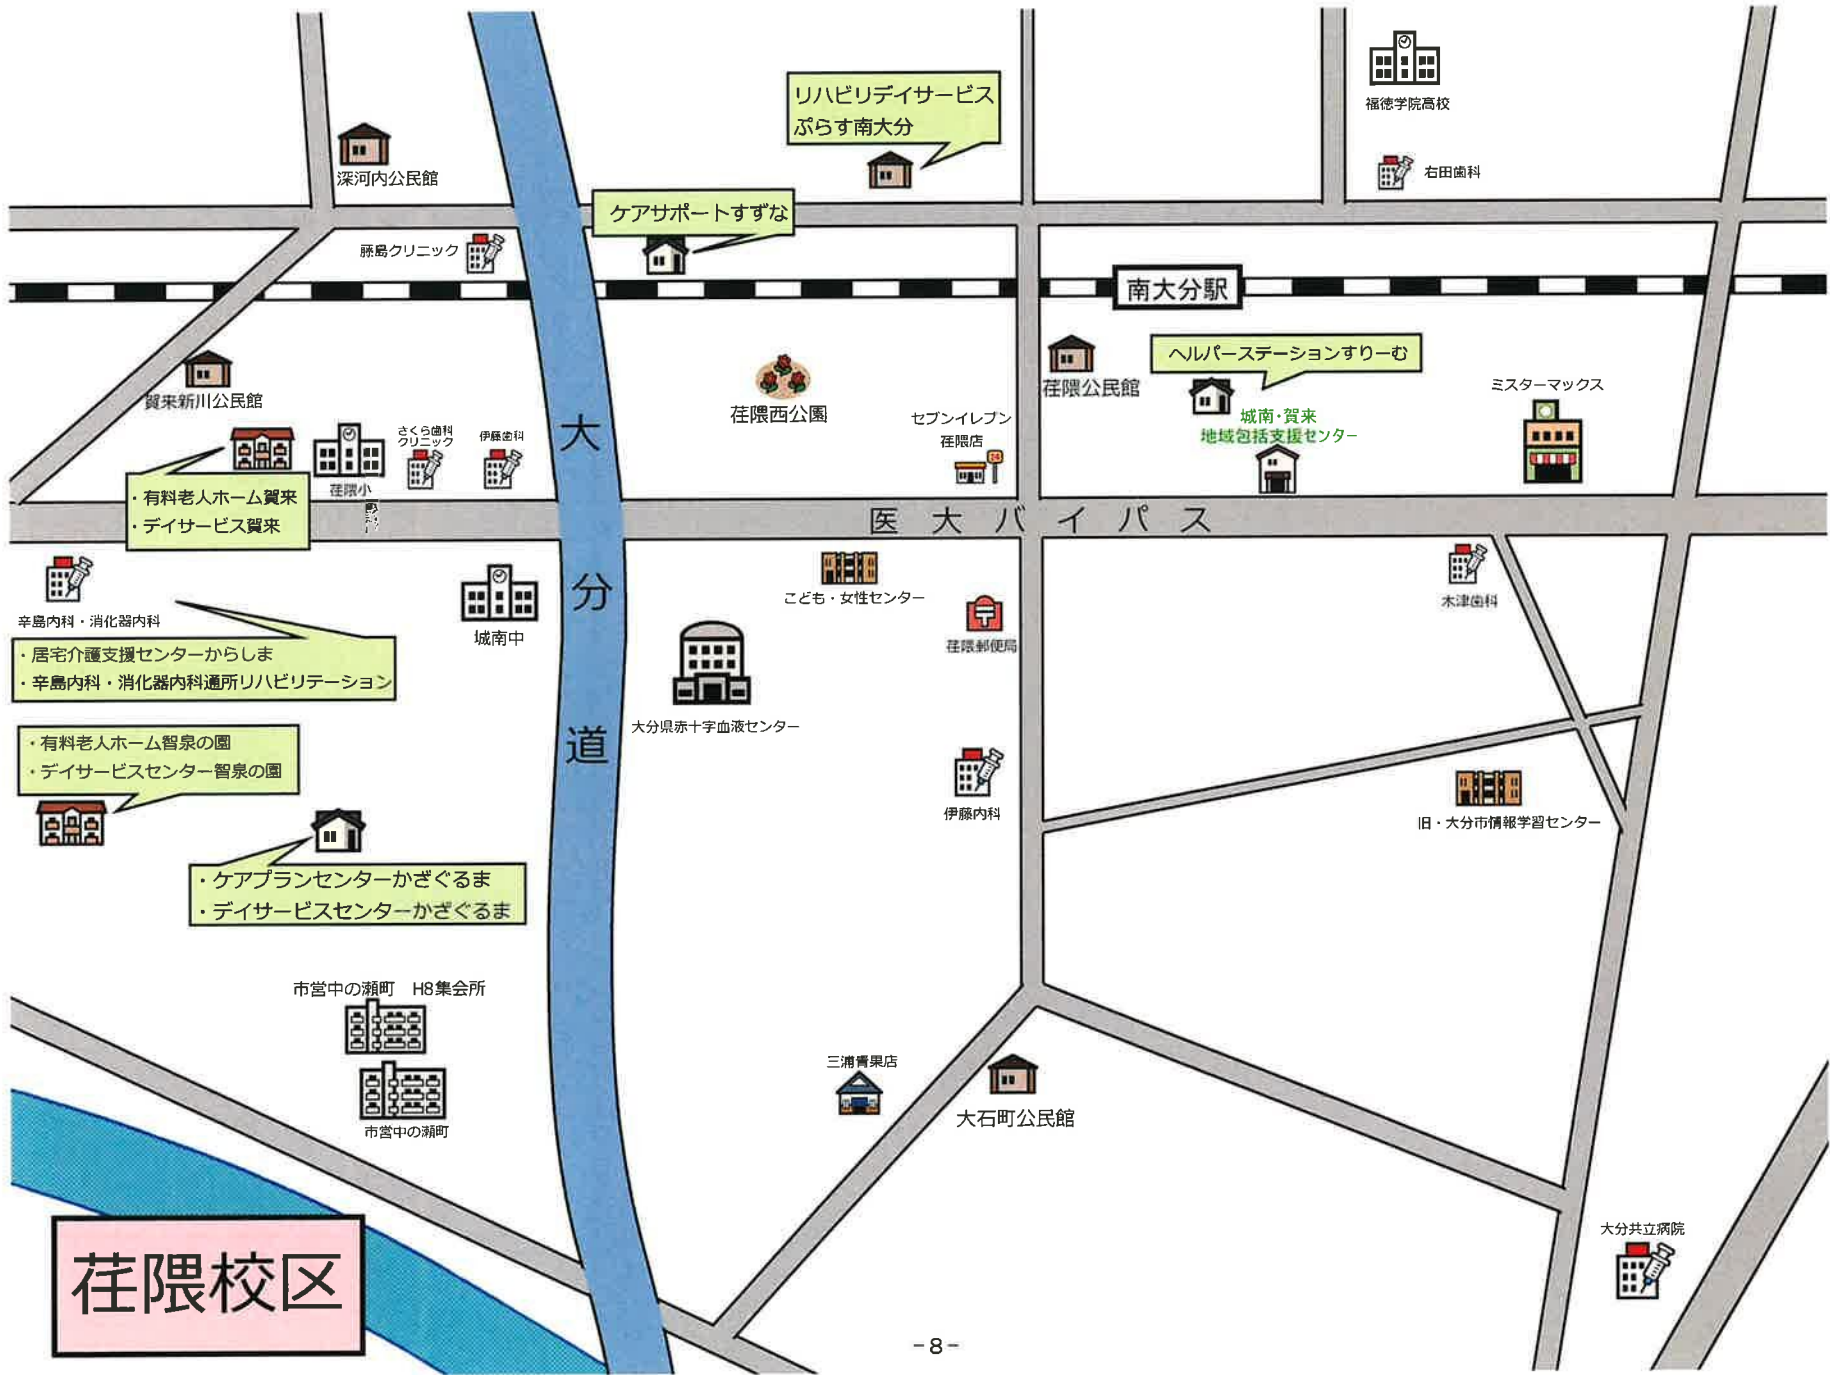 福徳学院高校
リハビリデイサービス
ぷらす南大分
深河内公民館
右田歯科
ケアサポートすずな
藤島クリニック
南大分駅
ヘルパーステーションすりーむ
荏隈公民館
ミスターマックス
賀来新川公民館
荏隈西公園
セブンイレブン
荏隈店
城南・賀来
地域包括支援センター
さくら歯科
クリニック
伊藤歯科
荏隈小
・有料老人ホーム賀来
・デイサービス賀来
医大バイパス
大分道
辛島内科・消化器内科
城南中
こども・女性センター
荏隈郵便局
木津歯科
・居宅介護支援センターからしま
・辛島内科・消化器内科通所リハビリテーション
大分県赤十字血液センター
・有料老人ホーム智泉の園
・デイサービスセンター智泉の園
伊藤内科
旧・大分市情報学習センター
・ケアプランセンターかざぐるま
・デイサービスセンターかざぐるま
市営中の瀬町 H8集会所
市営中の瀬町
三浦青果店
大石町公民館
大分共立病院
荏隈校区
-8-